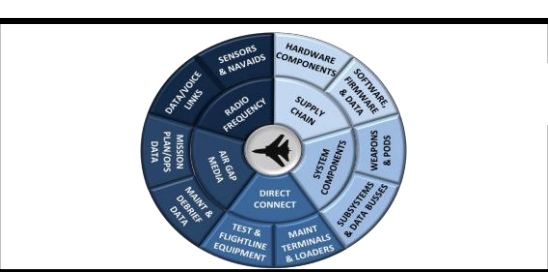 SENSORS
& NAVAIDS
HARDWARE
COMPONENTS
SOFTWARE,
FIRMWARE
& DATA
WEAPONS
& PODS
SUBSYSTEMS
& DATA BUSSES
MAINT
TERMINALS
& LOADERS
TEST &
FLIGHTLINE
EQUIPMENT
MAINT &
DEBRIEF
DATA
MISSION
PLAN/OPS
DATA
DATA/VOICE
LINKS
RADIO
FREQUENCY
SUPPLY
CHAIN
SYSTEM
COMPONENTS
DIRECT
CONNECT
AIR GAP
MEDIA